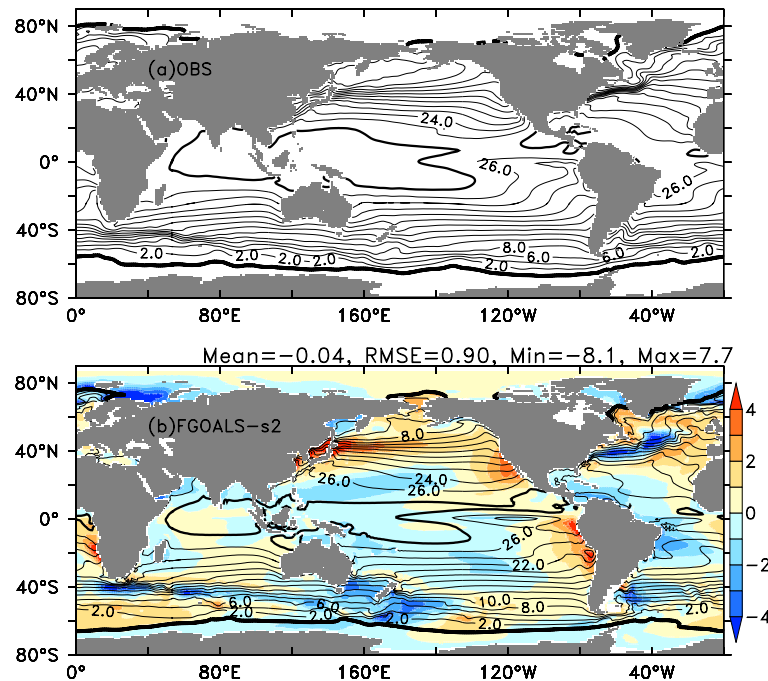 80°N
(a)OBS
40°N
24.0
0°
26.0
26.0
40°S
8.0
2.0 2.0 2.0 2.0 6.0 6.0 2.0
2.0
80°S
0° 80°E 160°E 120°W 40°W
Mean=−0.04, RMSE=0.90, Min=−8.1, Max=7.7
80°N
4
(b)FGOALS−s2
8.0
40°N
2
26.0 24.0
26.0
0°
0
26.0
22.0
−2
40°S
6.0 6.0 10.0 8.0
2.0 2.0 2.0 2.0 2.0
−4
80°S
0° 80°E 160°E 120°W 40°W